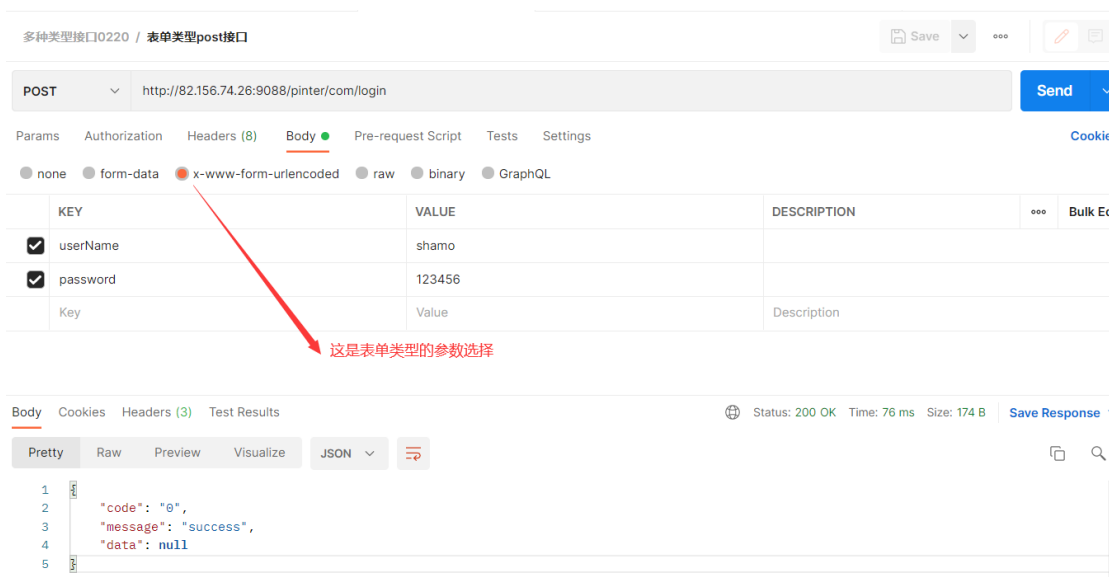 多种类型接口0220 / 表单类型post接口 Save
POST http://82.156.74.26:9088/pinter/com/login Send
Params Authorization Headers (8) Body Pre-request Script Tests Settings Cookie
none form-data x-www-form-urlencoded raw binary GraphQL
KEY VALUE DESCRIPTION Bulk Ed
userName shamo
password 123456
Key Value Description
这是表单类型的参数选择
Body Cookies Headers (3) Test Results Status: 200 OK Time: 76 ms Size: 174 B Save Response
Pretty Raw Preview Visualize JSON
1 {
2 "code": "0",
3 "message": "success",
4 "data": null
5 }